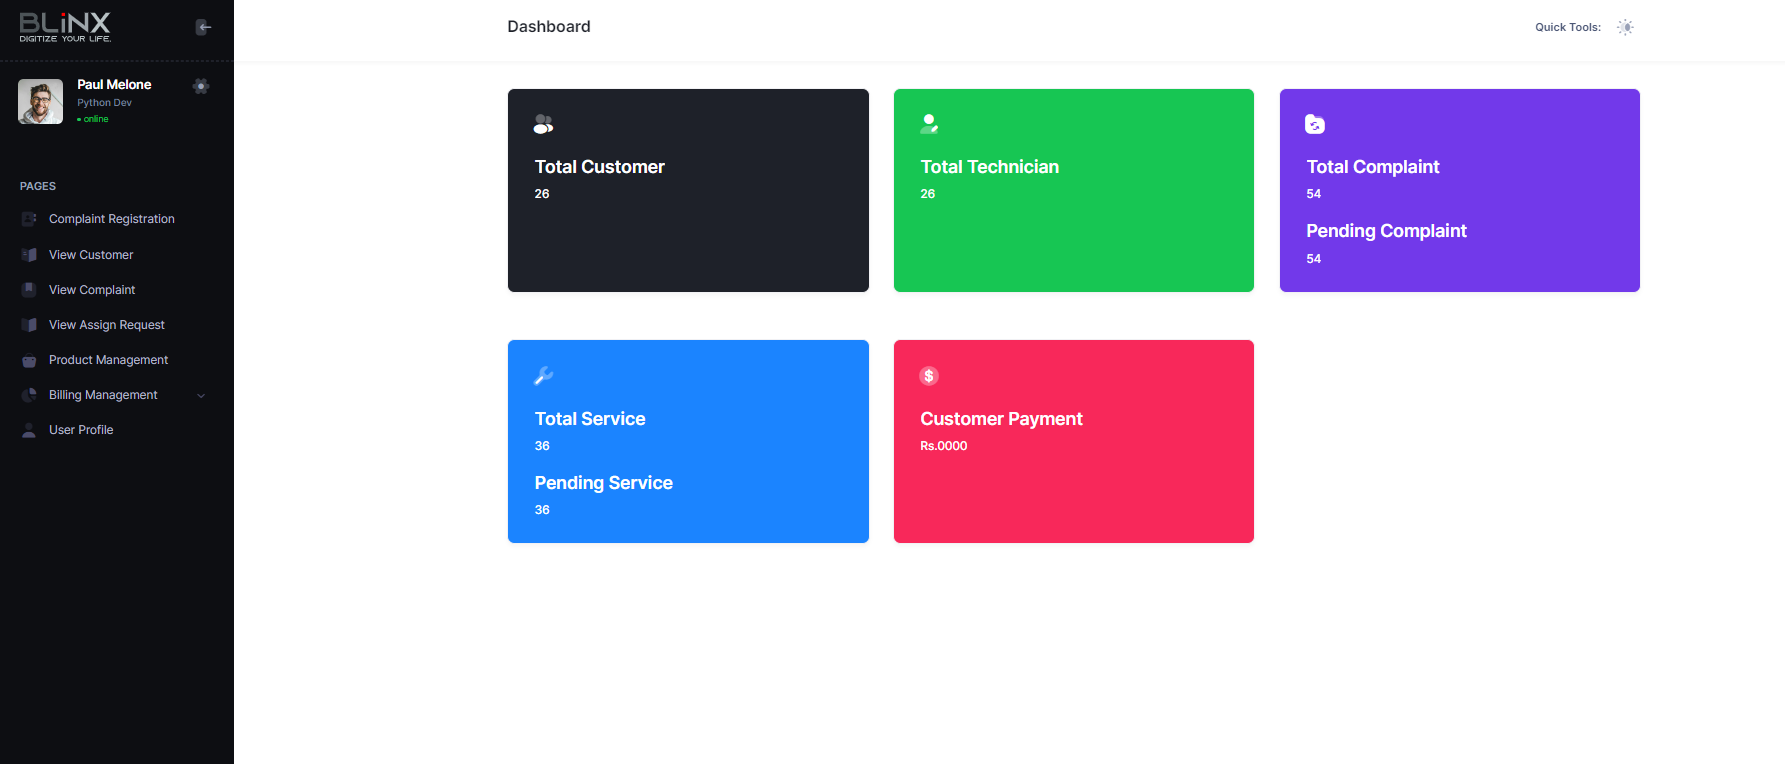 BLiNX
DIGITIZE YOUR LIFE.
Paul Melone
Python Dev
online
PAGES
Complaint Registration
View Customer
View Complaint
View Assign Request
Product Management
Billing Management
User Profile
Dashboard
Quick Tools:
Total Customer
26
Total Technician
26
Total Complaint
54
Pending Complaint
54
Total Service
36
Pending Service
36
$
Customer Payment
Rs.0000